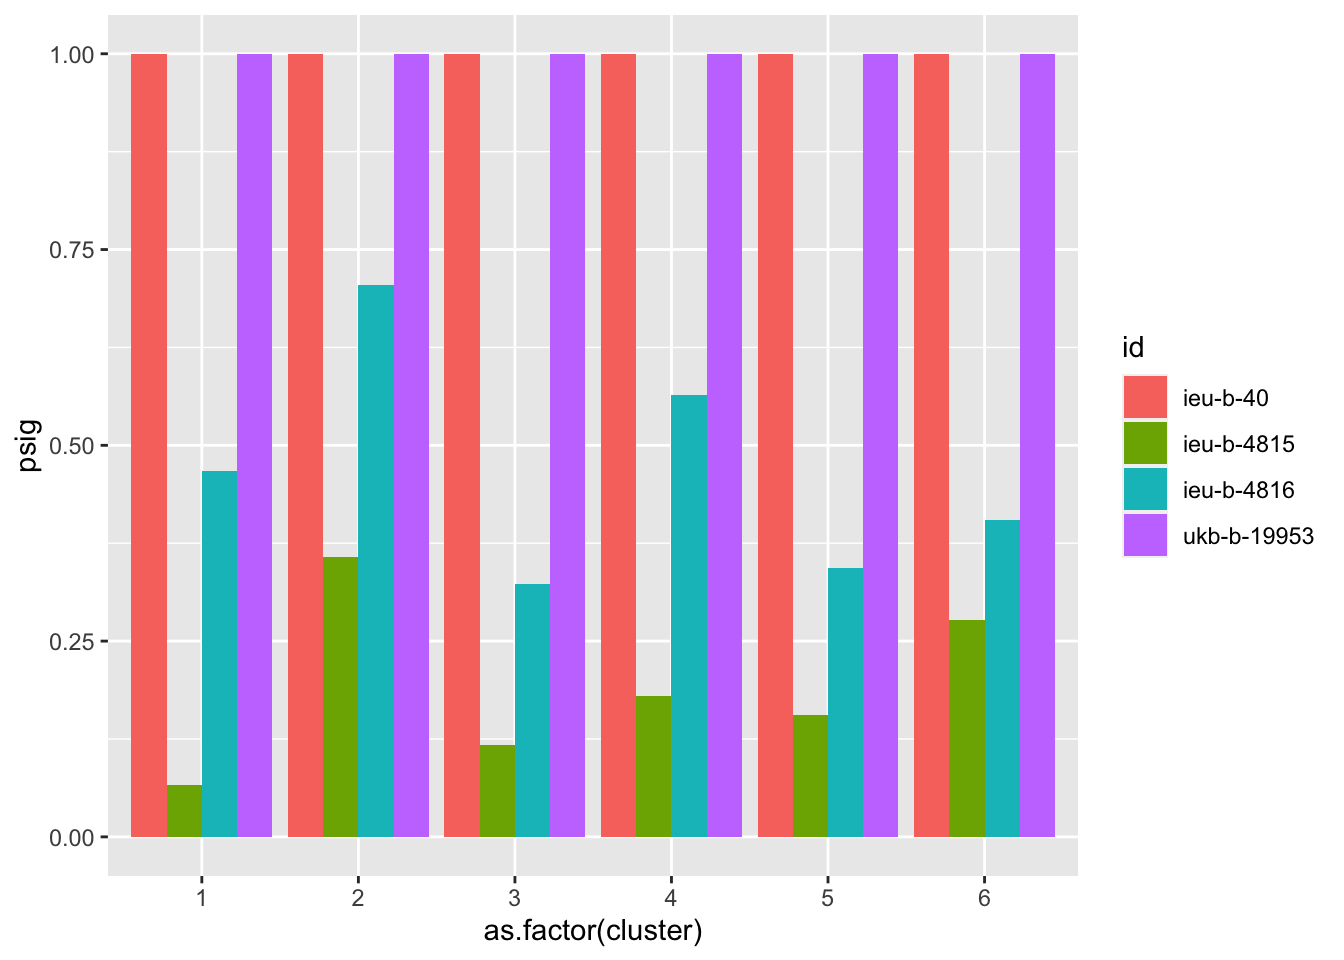 1.00
0.75
0.50
0.25
0.00
psig
1 2 3 4 5 6
as.factor(cluster)
id
ieu-b-40
ieu-b-4815
ieu-b-4816
ukb-b-19953